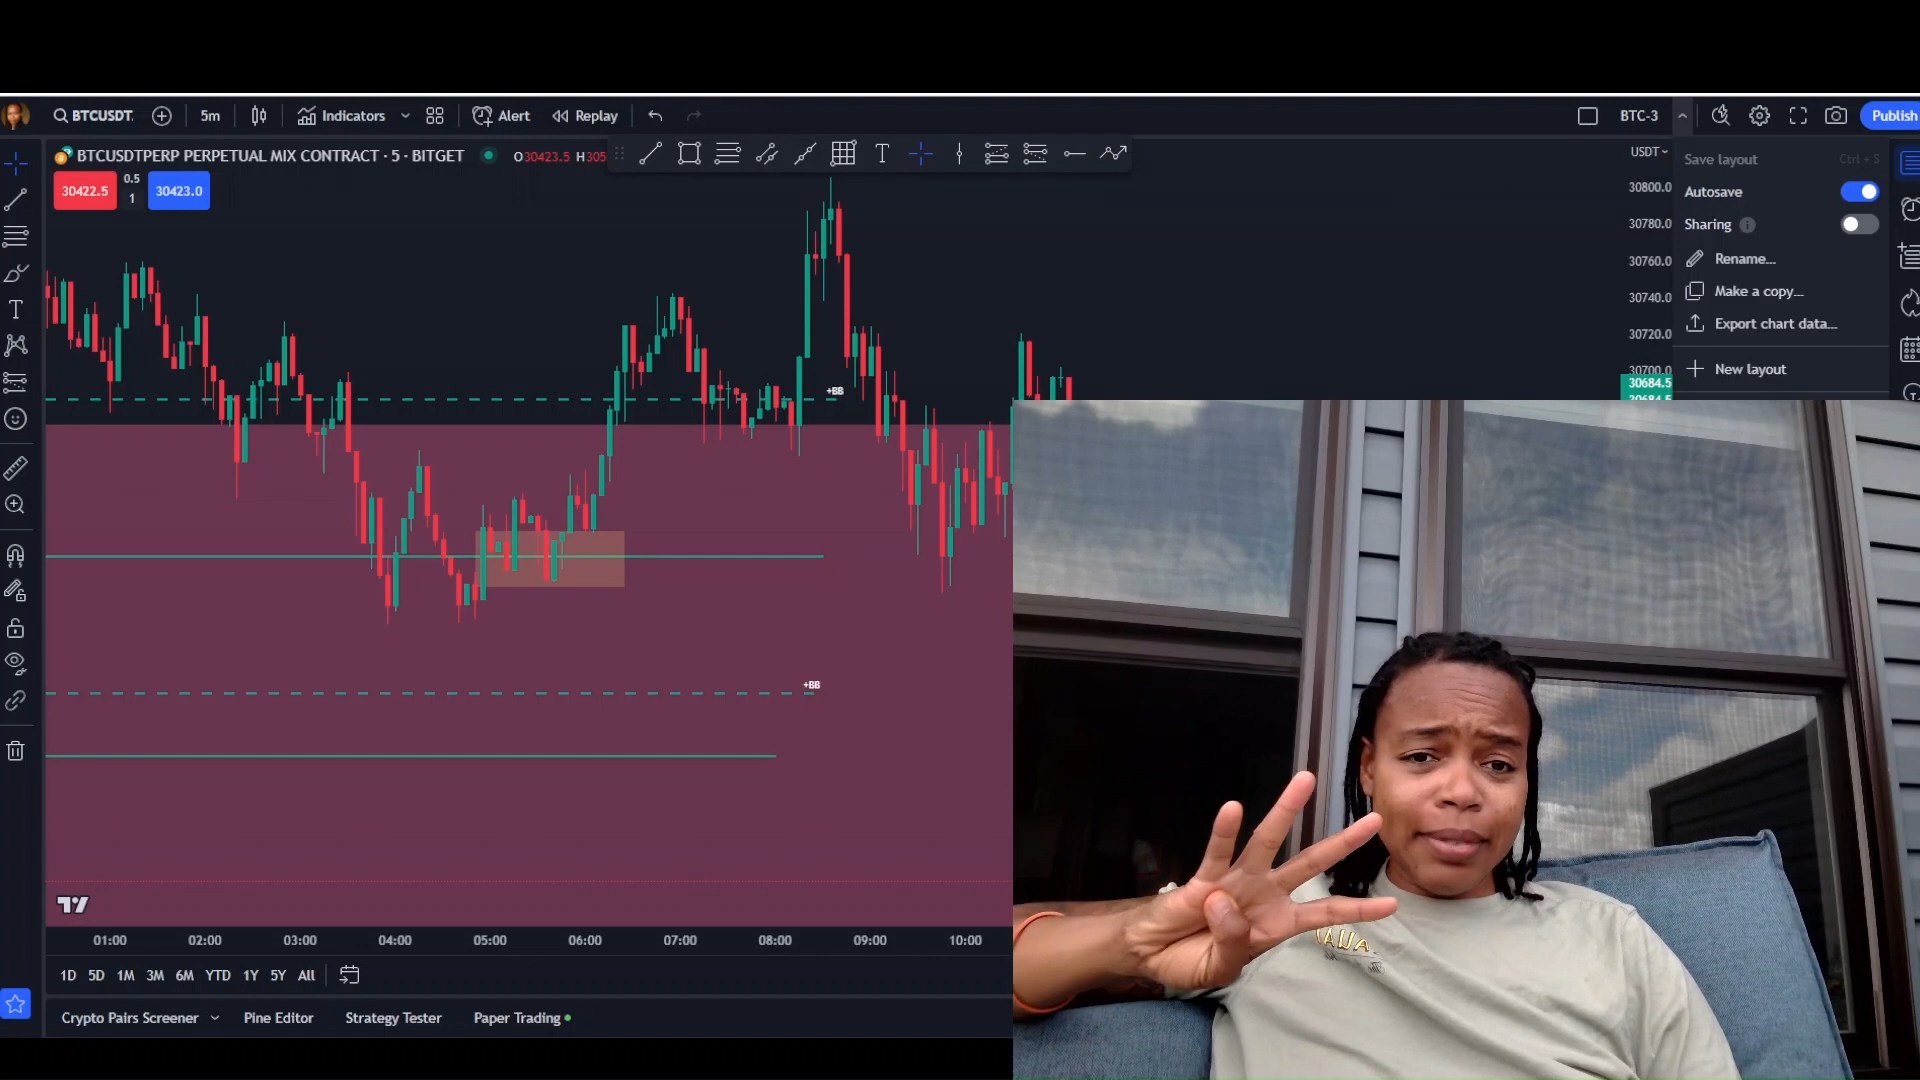 BTCUSDT.
5m
Indicators
Alert
Replay
BTC-3
Publish
BTCUSDTPERP PERPETUAL MIX CONTRACT · 5 · BITGET
O30423.5 H305
USDT
Save layout Ctrl + S
30422.5
0.5
1
30423.0
30800.0
Autosave
30780.0
Sharing
30760.0
Rename...
30740.0
Make a copy...
30720.0
Export chart data...
30700.0
New layout
30684.5
+BB
+BB
01:00 02:00 03:00 04:00 05:00 06:00 07:00 08:00 09:00 10:00
1D 5D 1M 3M 6M YTD 1Y 5Y All
Crypto Pairs Screener Pine Editor Strategy Tester Paper Trading